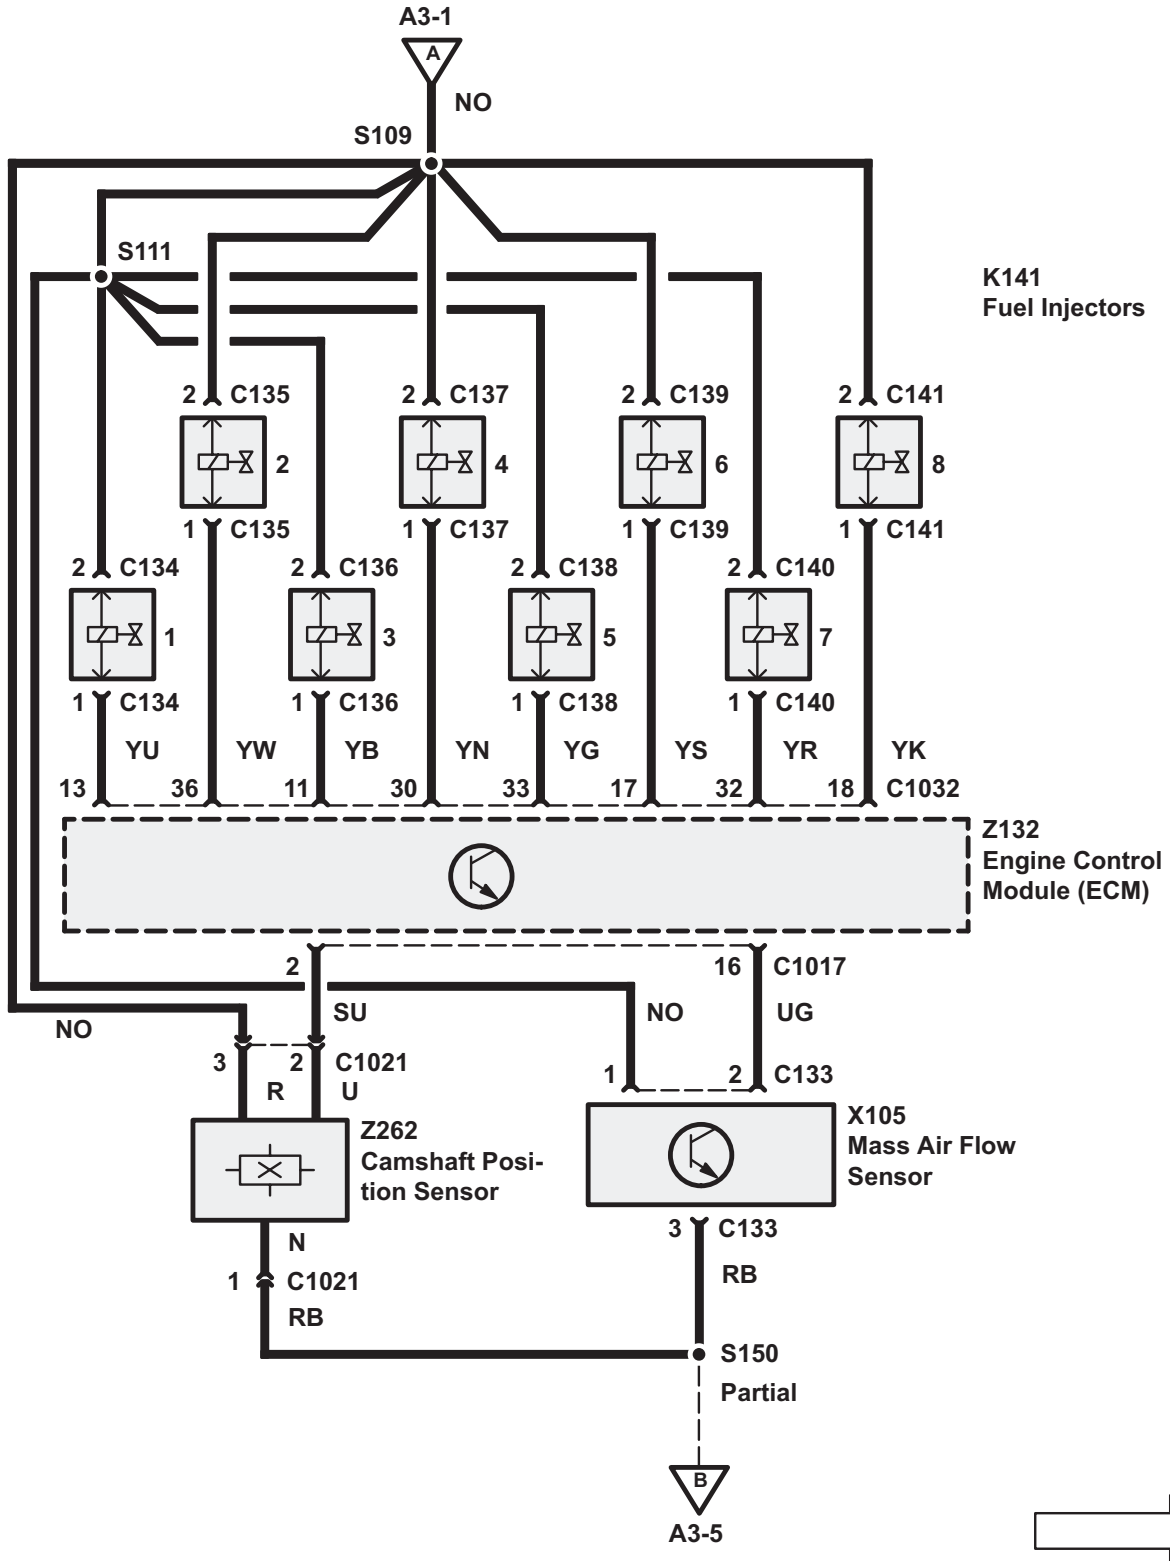 A3-1
A
NO
S109
S111
K141
Fuel Injectors
2 C135 2 C137 2 C139 2 C141
2 4 6 8
1 C135 1 C137 1 C139 1 C141
2 C134 2 C136 2 C138 2 C140
1 3 5 7
1 C134 1 C136 1 C138 1 C140
YU YW YB YN YG YS YR YK
13 36 11 30 33 17 32 18 C1032
Z132
Engine Control
Module (ECM)
2 16 C1017
NO SU NO UG
3 2 C1021 1 2 C133
R U
Z262
Camshaft Posi-
tion Sensor
X105
Mass Air Flow
Sensor
N 3 C133
1 C1021 RB
RB
S150
Partial
B
A3-5